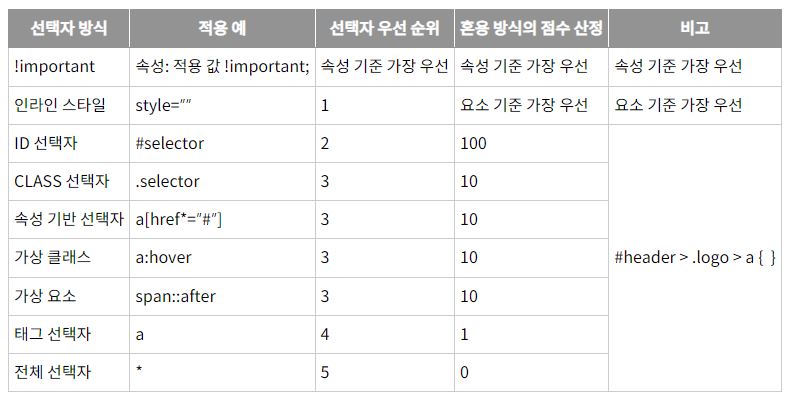 선택자 방식 적용 예 선택자 우선 순위 혼용 방식의 점수 산정 비고
!important 속성: 적용 값 !important; 속성 기준 가장 우선 속성 기준 가장 우선 속성 기준 가장 우선
인라인 스타일 style="" 1 요소 기준 가장 우선 요소 기준 가장 우선
ID 선택자 #selector 2 100
CLASS 선택자 .selector 3 10
속성 기반 선택자 a[href*="#"] 3 10
가상 클래스 a:hover 3 10 #header > .logo > a { }
가상 요소 span::after 3 10
태그 선택자 a 4 1
전체 선택자 * 5 0